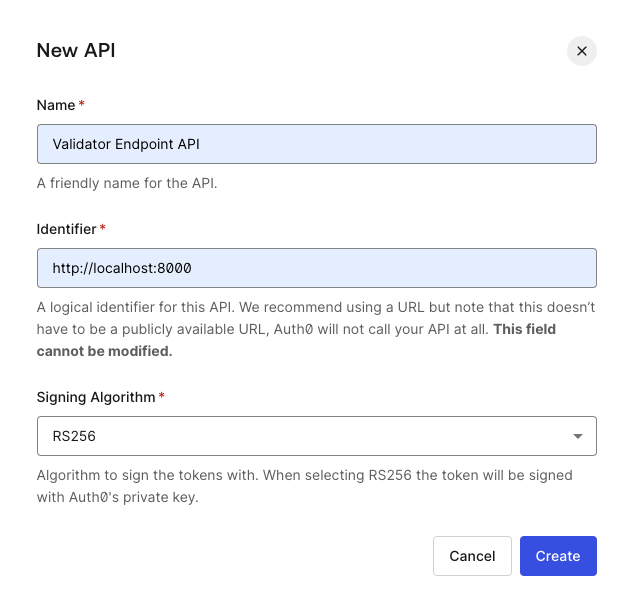 New API
Name *
Validator Endpoint API
A friendly name for the API.
Identifier *
http://localhost:8000
A logical identifier for this API. We recommend using a URL but note that this doesn’t
have to be a publicly available URL, Auth0 will not call your API at all. This field
cannot be modified.
Signing Algorithm *
RS256
Algorithm to sign the tokens with. When selecting RS256 the token will be signed
with Auth0's private key.
Cancel
Create